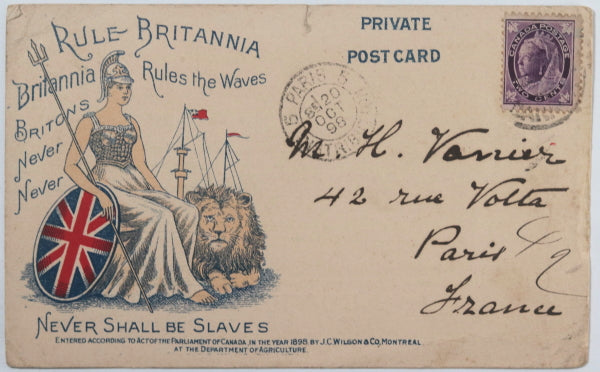 RULE BRITANNIA
Britannia Rules the Waves
BRITONS
Never
Never
NEVER SHALL BE SLAVES
ENTERED ACCORDING TO ACT OF THE PARLIAMENT OF CANADA, IN THE YEAR 1898, BY J.C. WILSON & CO, MONTREAL
AT THE DEPARTMENT OF AGRICULTURE.
PRIVATE
POST CARD
CANADA POSTAGE
TWO CENTS
PARIS
20
OCT
98
M. H. Vanier
42 rue Volta
Paris
France